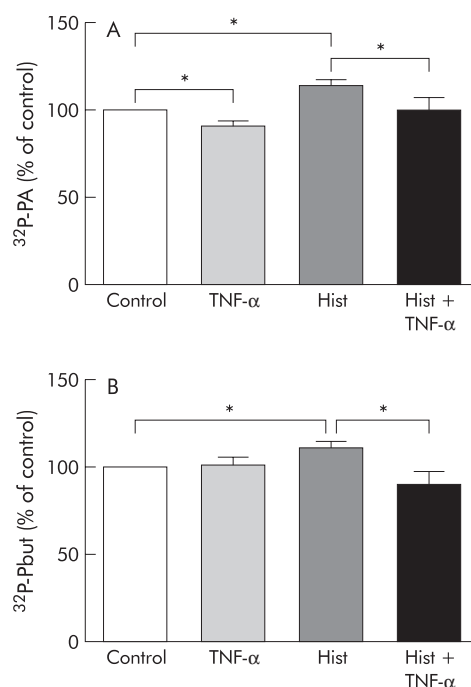 A
150
100
50
0
³²P-PA (% of control)
*
*
*
Control
TNF-α
Hist
Hist +
TNF-α
B
150
100
50
0
³²P-Pbut (% of control)
*
*
Control
TNF-α
Hist
Hist +
TNF-α